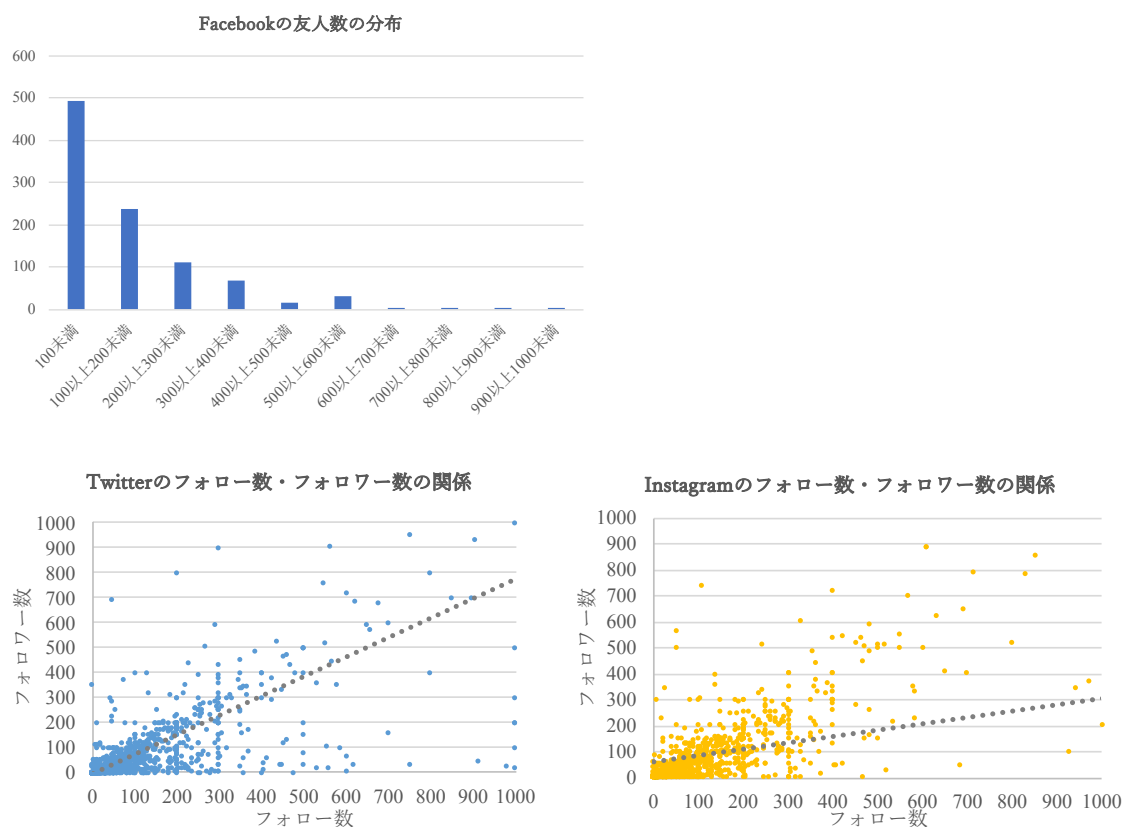 Facebookの友人数の分布
600
500
400
300
200
100
0
100未満
100以上200未満
200以上300未満
300以上400未満
400以上500未満
500以上600未満
600以上700未満
700以上800未満
800以上900未満
900以上1000未満
Twitterのフォロー数・フォロワー数の関係
フォロワー数
1000
900
800
700
600
500
400
300
200
100
0
0 100 200 300 400 500 600 700 800 900 1000
フォロー数
Instagramのフォロー数・フォロワー数の関係
フォロワー数
1000
900
800
700
600
500
400
300
200
100
0
0 100 200 300 400 500 600 700 800 900 1000
フォロー数